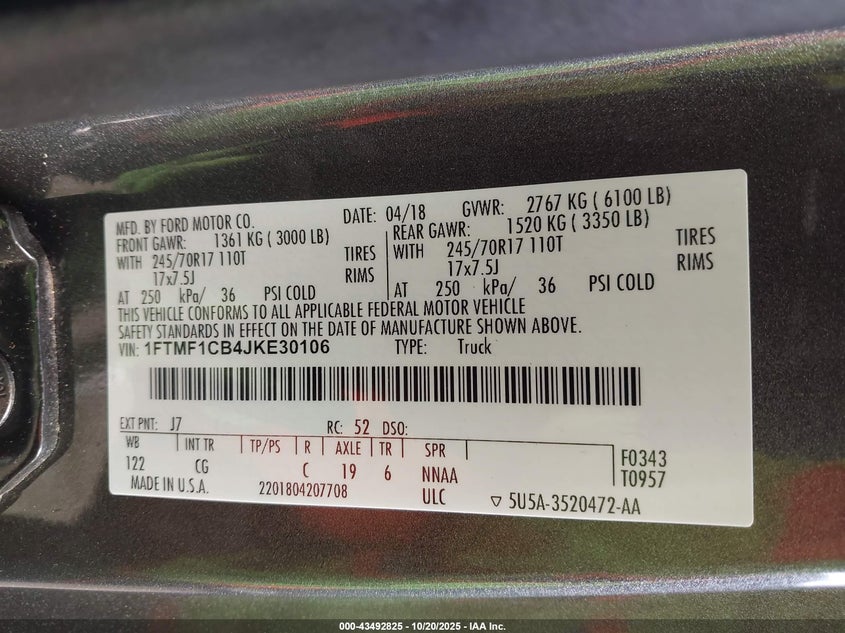 MFD. BY FORD MOTOR CO.
DATE: 04/18
GVWR: 2767 KG ( 6100 LB)
FRONT GAWR: 1361 KG ( 3000 LB)
REAR GAWR: 1520 KG ( 3350 LB)
WITH 245/70R17 110T TIRES
WITH 245/70R17 110T TIRES
17x7.5J RIMS
17x7.5J RIMS
AT 250 kPa/ 36 PSI COLD
AT 250 kPa/ 36 PSI COLD
THIS VEHICLE CONFORMS TO ALL APPLICABLE FEDERAL MOTOR VEHICLE
SAFETY STANDARDS IN EFFECT ON THE DATE OF MANUFACTURE SHOWN ABOVE.
VIN: 1FTMF1CB4JKE30106 TYPE: Truck
EXT PNT: J7 RC: 52 DSO:
WB INT TR TP/PS R AXLE TR SPR
122 CG C 19 6 NNAA
F0343
T0957
MADE IN U.S.A. 2201804207708 ULC ▽ 5U5A-3520472-AA
000-43492825 - 10/20/2025 - IAA Inc.